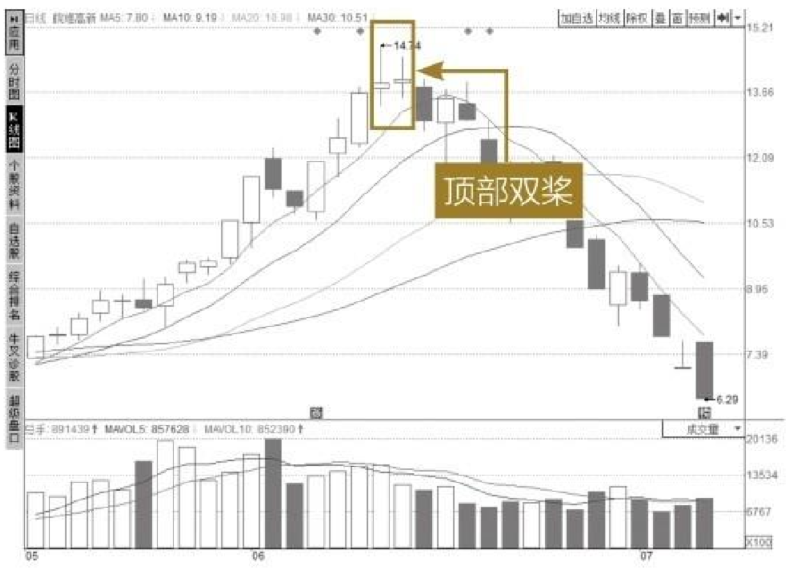 日线 皖维高新 MA5: 7.80↓ MA10: 9.19↓ MA20: 10.98↓ MA30: 10.51
加自选 均线 除权 叠 窗 预测
应用
分时图
K线图
个股资料
自选股
综合排名
牛叉诊股
超级盘口
15.21
14.74
13.66
12.09
顶部双桨
10.53
8.95
7.39
6.29
总手: 891439↑ MAVOL5: 857628↓ MAVOL10: 852390↑
成交量
20136
13534
6767
X100
05
06
07